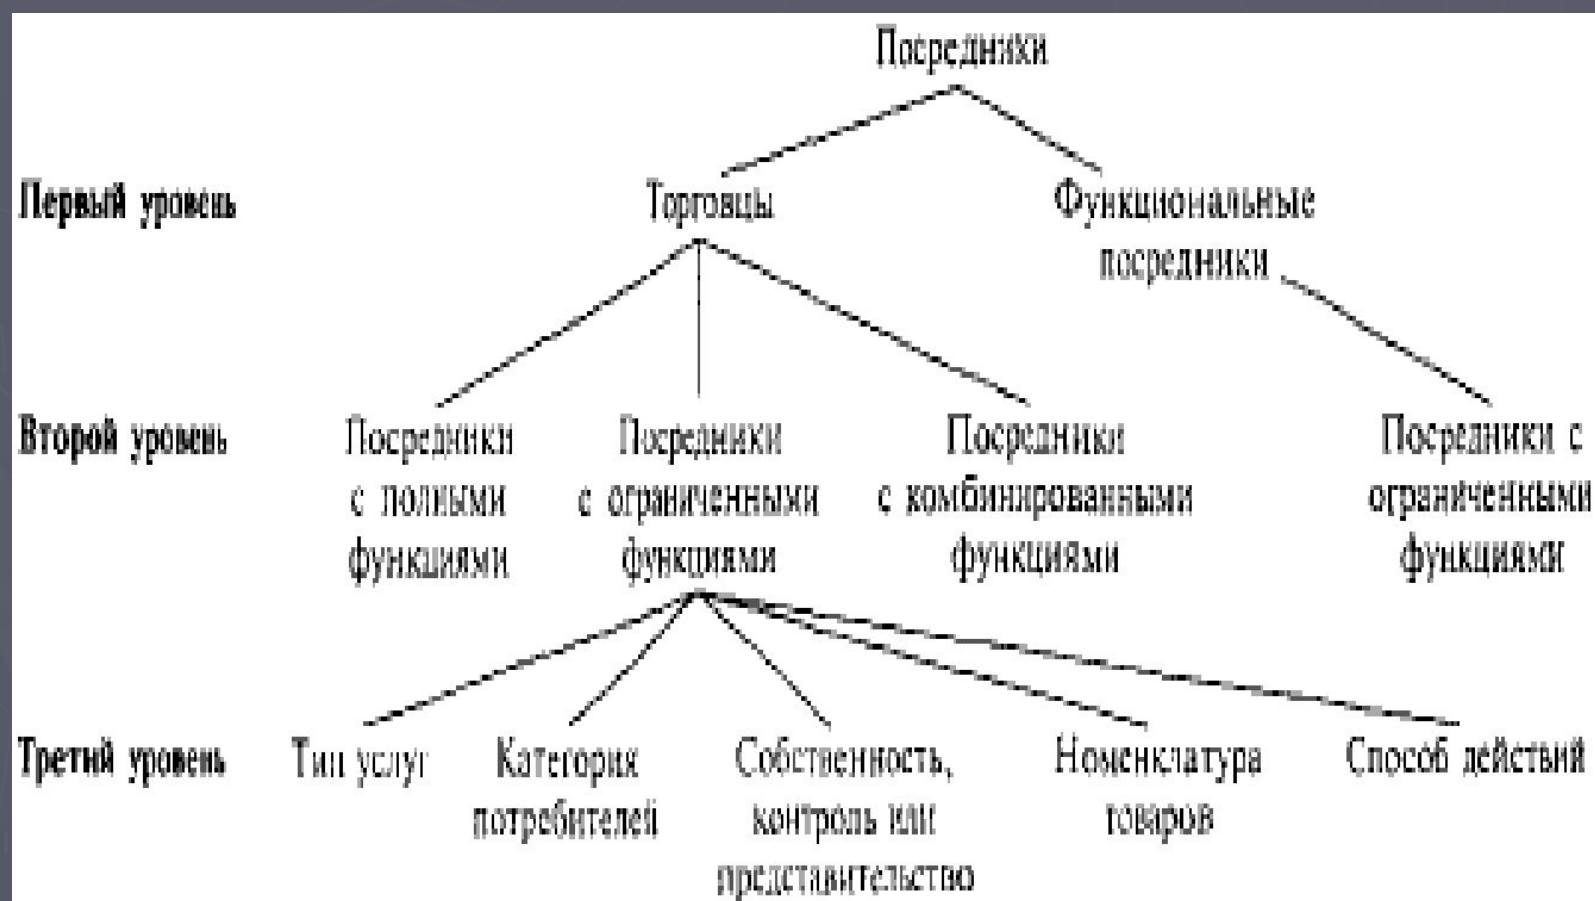 Посредники
Первый уровень
Торговцы
Функциональные
посредники
Второй уровень
Посредники
с полными
функциями
Посредники
с ограниченными
функциями
Посредники
с комбинированными
функциями
Посредники с
ограниченными
функциями
Третий уровень
Тип услуг
Категория
потребителей
Собственность,
контроль или
представительство
Номенклатура
товаров
Способ действий